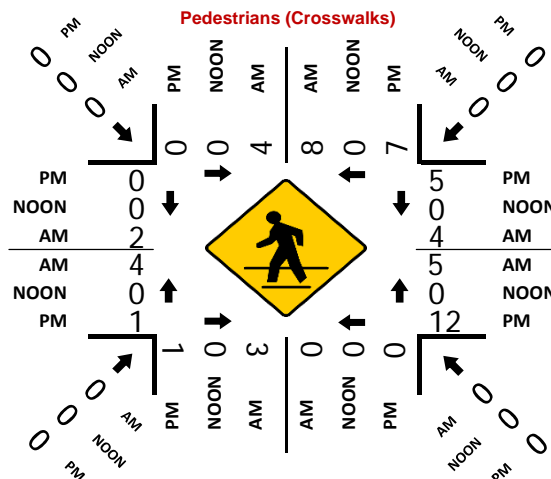 Pedestrians (Crosswalks)
PM NOON AM
0 0 0
PM NOON AM AM NOON PM
0 0 4 8 0 7
PM NOON AM
0 0 0
PM 0 5 PM
NOON 0 0 NOON
AM 2 4 AM
AM 4 5 AM
NOON 0 0 NOON
PM 1 12 PM
1 0 3 0 0 0
PM NOON AM AM NOON PM
0 0 0
AM NOON PM
0 0 0
AM NOON PM